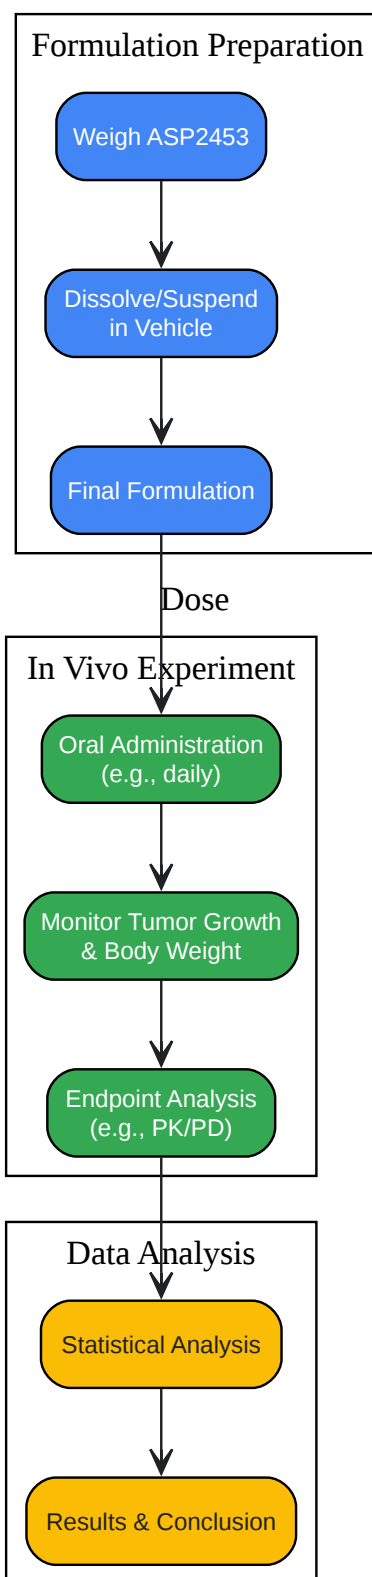 Formulation Preparation
Weigh ASP2453
Dissolve/Suspend
in Vehicle
Final Formulation
Dose
In Vivo Experiment
Oral Administration
(e.g., daily)
Monitor Tumor Growth
& Body Weight
Endpoint Analysis
(e.g., PK/PD)
Data Analysis
Statistical Analysis
Results & Conclusion